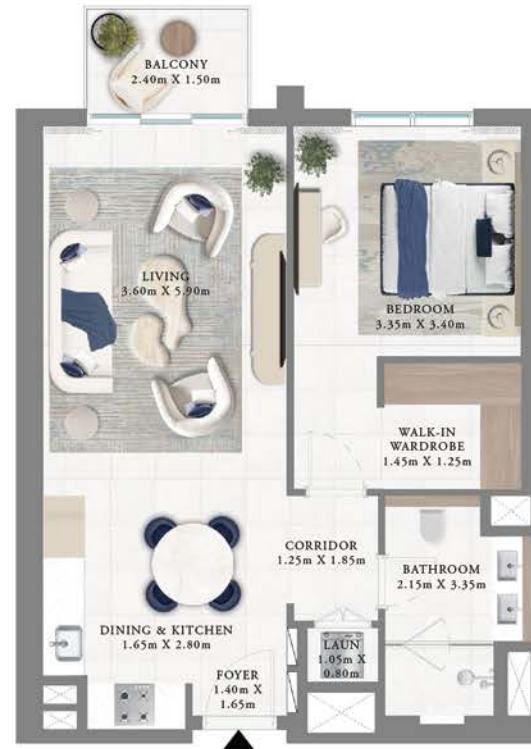 BALCONY
2.40m X 1.50m
LIVING
3.60m X 5.90m
BEDROOM
3.35m X 3.40m
WALK-IN
WARDROBE
1.45m X 1.25m
CORRIDOR
1.25m X 1.85m
BATHROOM
2.15m X 3.35m
DINING & KITCHEN
1.65m X 2.80m
LAUN
1.05m X
0.80m
FOYER
1.40m X
1.65m